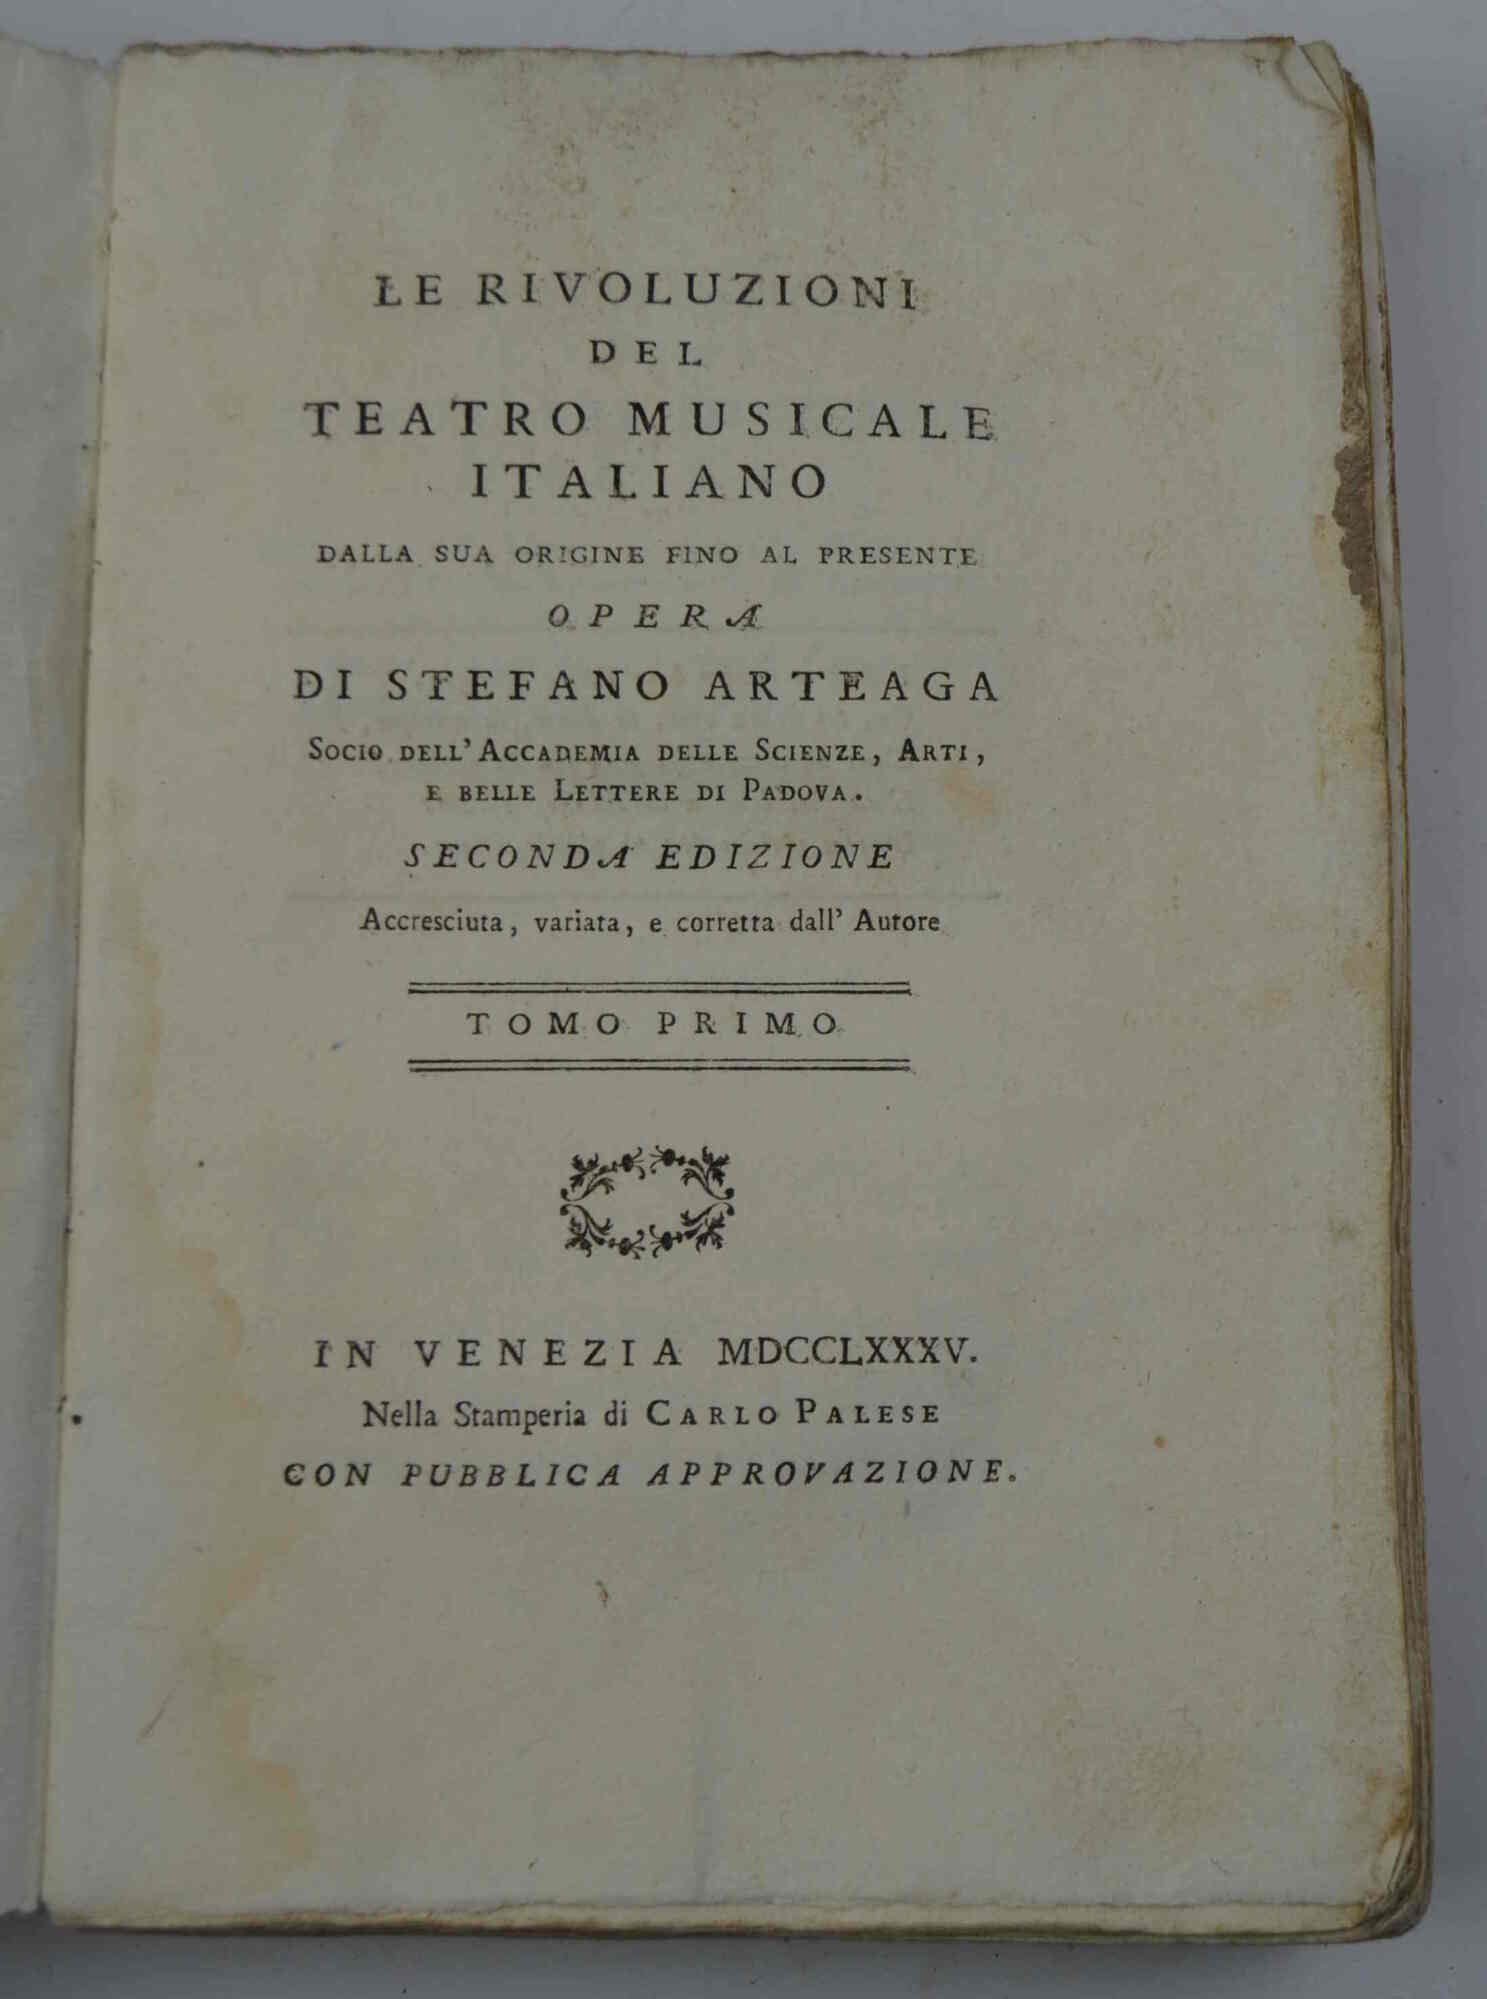 LE RIVOLUZIONI
DEL
TEATRO MUSICALE
ITALIANO
DALLA SUA ORIGINE FINO AL PRESENTE
OPERA
DI STEFANO ARTEAGA
SOCIO DELL' ACCADEMIA DELLE SCIENZE, ARTI,
E BELLE LETTERE DI PADOVA.
SECONDA EDIZIONE
Accresciuta, variata, e corretta dall' Autore
TOMO PRIMO
IN VENEZIA MDCCLXXXV.
Nella Stamperia di CARLO PALESE
CON PUBBLICA APPROVAZIONE.